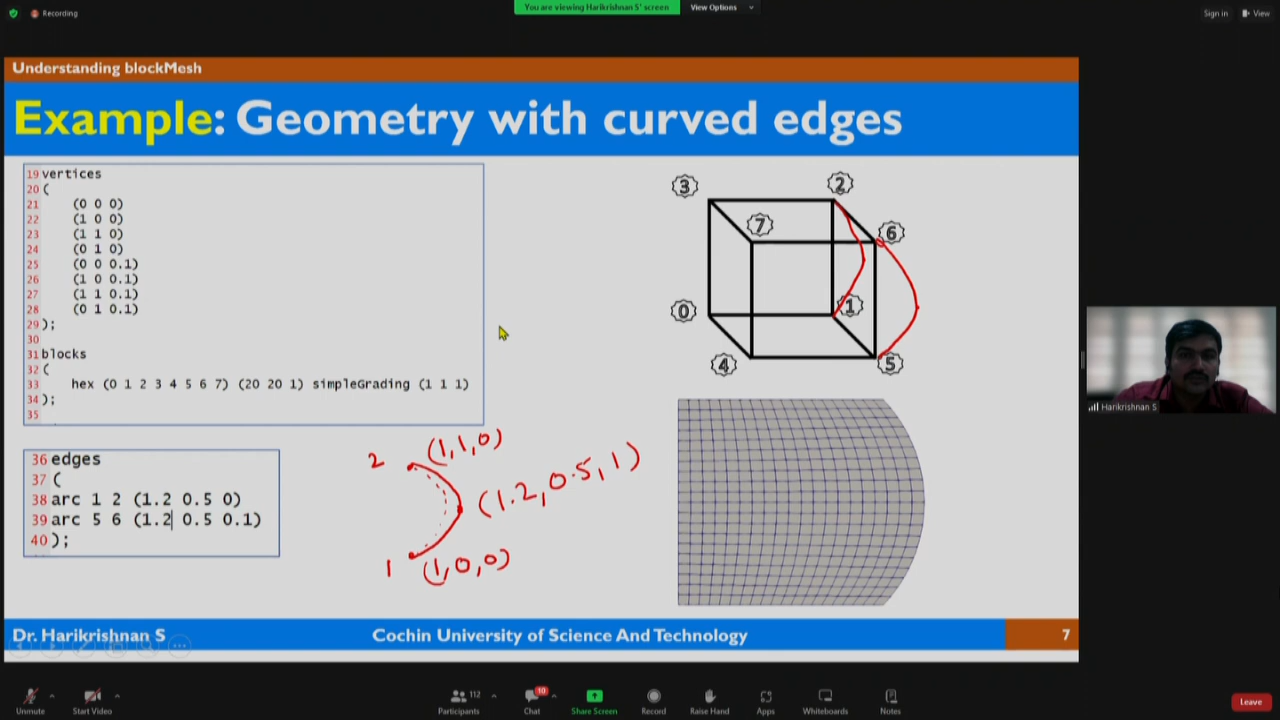 Recording
You are viewing Harikrishnan S' screen
View Options
Sign in
View
Understanding blockMesh
Example: Geometry with curved edges
19 vertices
20 (
21 (0 0 0)
22 (1 0 0)
23 (1 1 0)
24 (0 1 0)
25 (0 0 0.1)
26 (1 0 0.1)
27 (1 1 0.1)
28 (0 1 0.1)
29 );
30
31 blocks
32 (
33 hex (0 1 2 3 4 5 6 7) (20 20 1) simpleGrading (1 1 1)
34 );
35
36 edges
37 (
38 arc 1 2 (1.2 0.5 0)
39 arc 5 6 (1.2 0.5 0.1)
40 );
2 (1,1,0)
(1.2, 0.5, 1)
1 (1,0,0)
3
2
7
6
0
1
4
5
Harikrishnan S
Dr. Harikrishnan S
Cochin University of Science And Technology
7
Unmute
Start Video
112
Participants
10
Chat
Share Screen
Record
Raise Hand
Apps
Whiteboards
Notes
Leave